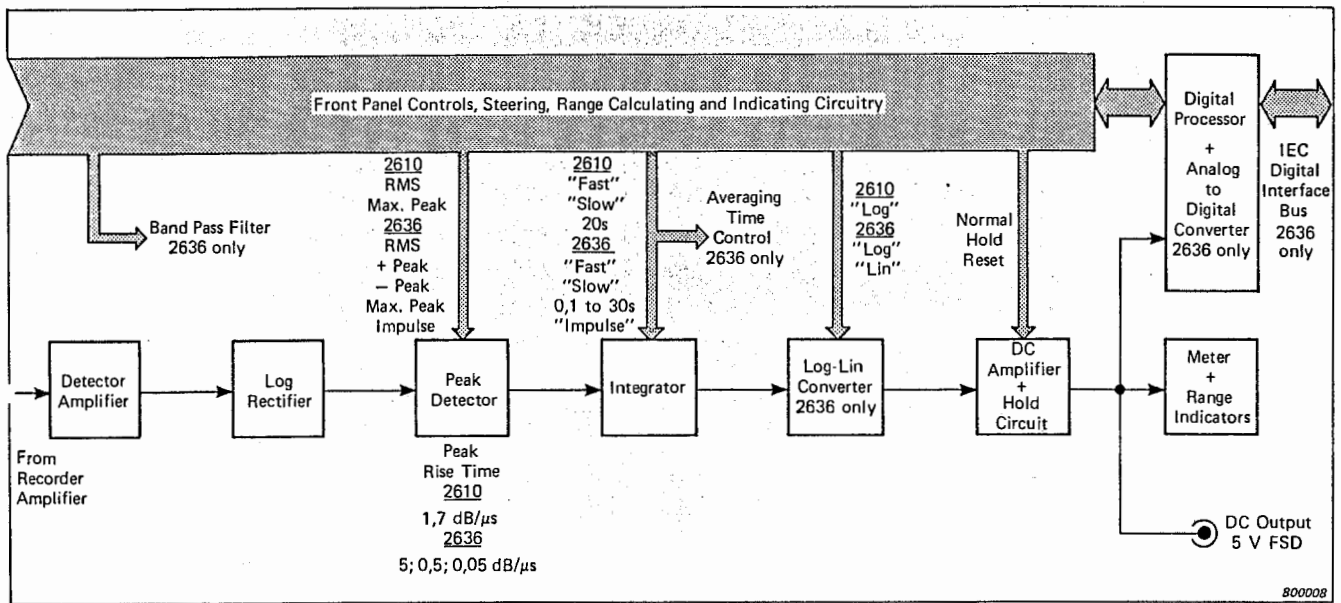 Front Panel Controls, Steering, Range Calculating and Indicating Circuitry
Digital
Processor
+
Analog
to
Digital
Converter
2636 only
IEC
Digital
Interface
Bus
2636
only
Band Pass Filter
2636 only
2610
RMS
Max. Peak
2636
RMS
+ Peak
– Peak
Max. Peak
Impulse
2610
"Fast"
"Slow"
20s
2636
"Fast"
"Slow"
0,1 to 30s
"Impulse"
Averaging
Time
Control
2636 only
2610
"Log"
2636
"Log"
"Lin"
Normal
Hold
Reset
Detector
Amplifier
Log
Rectifier
Peak
Detector
Integrator
Log-Lin
Converter
2636 only
DC
Amplifier
+
Hold
Circuit
Meter
+
Range
Indicators
From
Recorder
Amplifier
Peak
Rise Time
2610
1,7 dB/μs
2636
5; 0,5; 0,05 dB/μs
DC Output
5 V FSD
800008